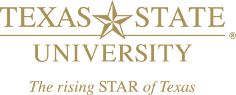 TEXAS STATE
UNIVERSITY®
The rising STAR of Texas